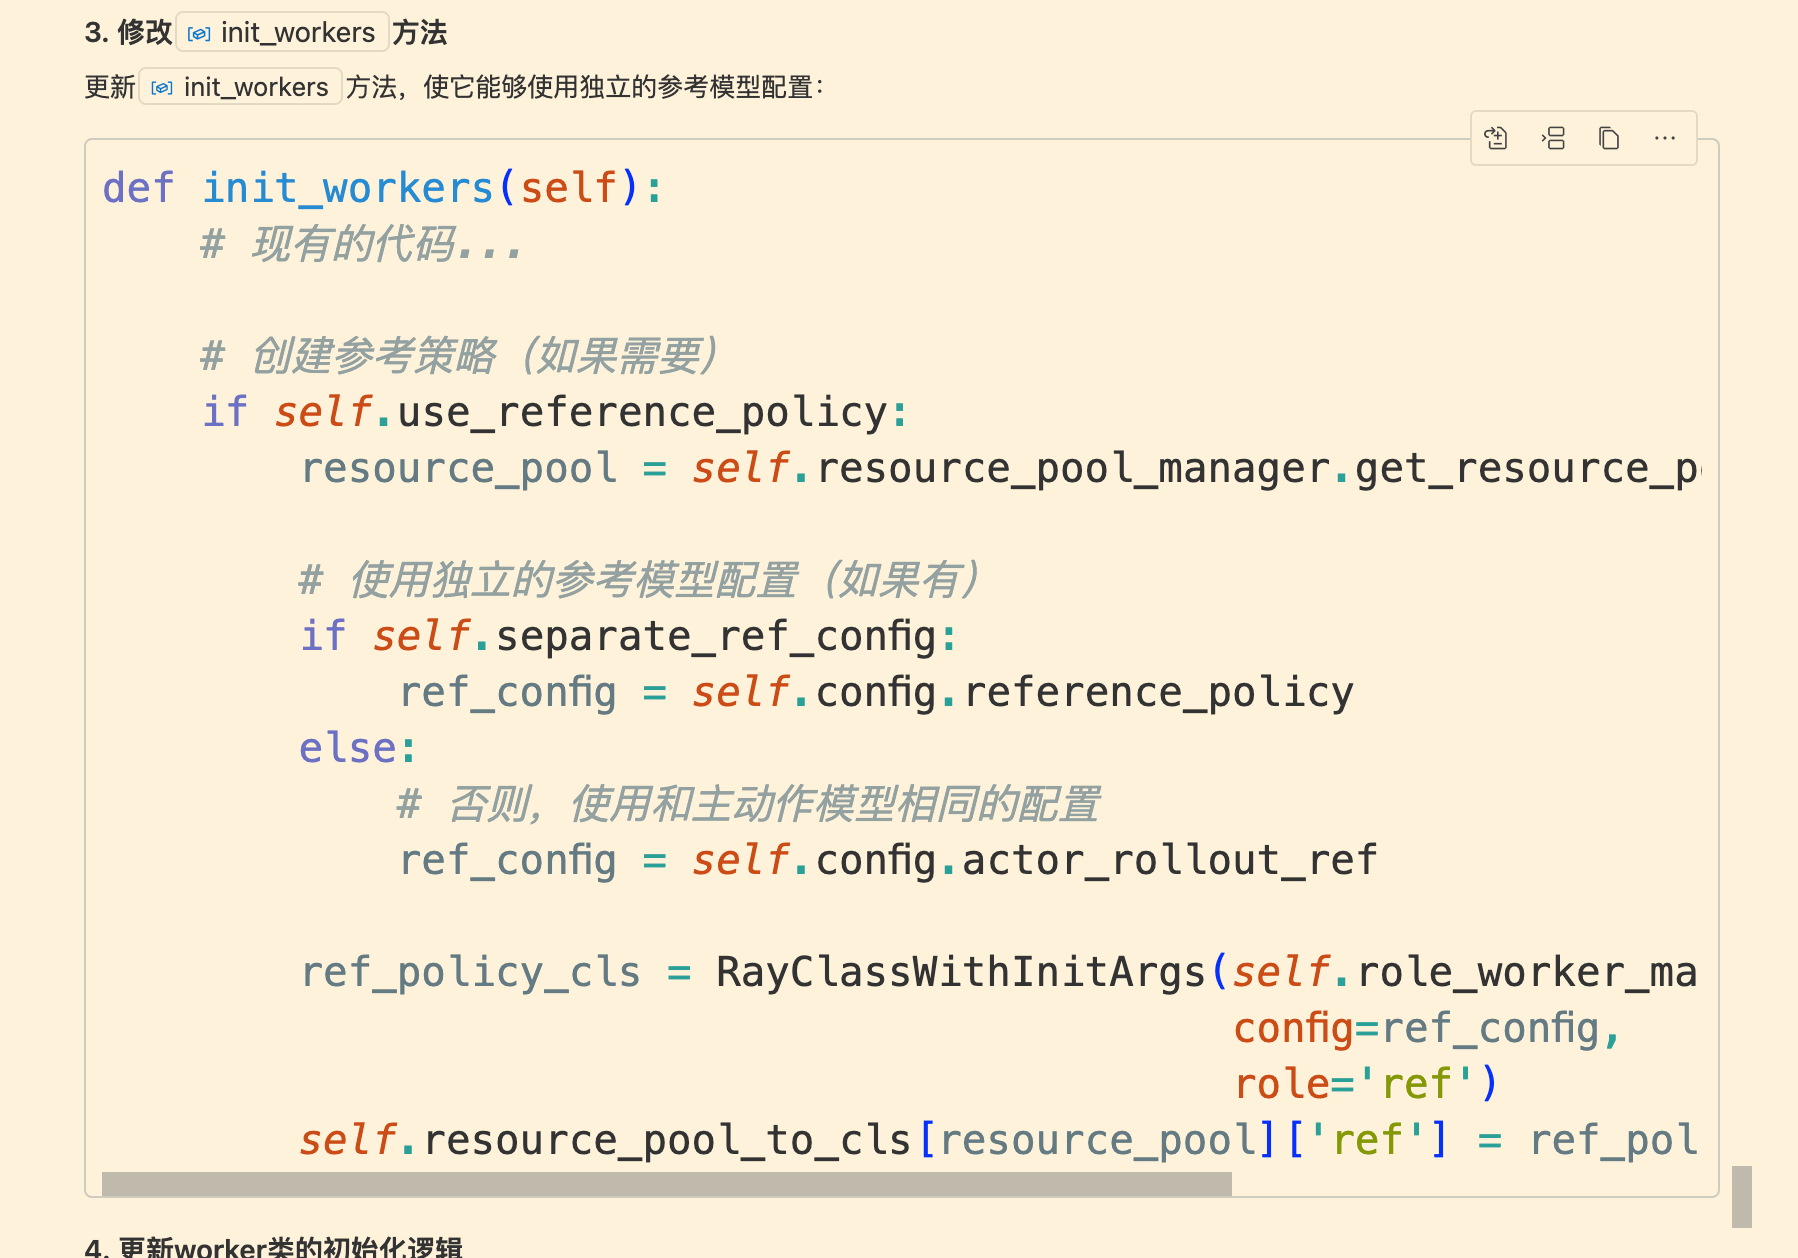 3. 修改 init_workers 方法
更新 init_workers 方法，使它能够使用独立的参考模型配置：
def init_workers(self):
    # 现有的代码...
    # 创建参考策略（如果需要）
    if self.use_reference_policy:
        resource_pool = self.resource_pool_manager.get_resource_p
        # 使用独立的参考模型配置（如果有）
        if self.separate_ref_config:
            ref_config = self.config.reference_policy
        else:
            # 否则，使用和主动作模型相同的配置
            ref_config = self.config.actor_rollout_ref
        ref_policy_cls = RayClassWithInitArgs(self.role_worker_ma
                                              config=ref_config,
                                              role='ref')
        self.resource_pool_to_cls[resource_pool]['ref'] = ref_pol
4. 更新worker类的初始化逻辑